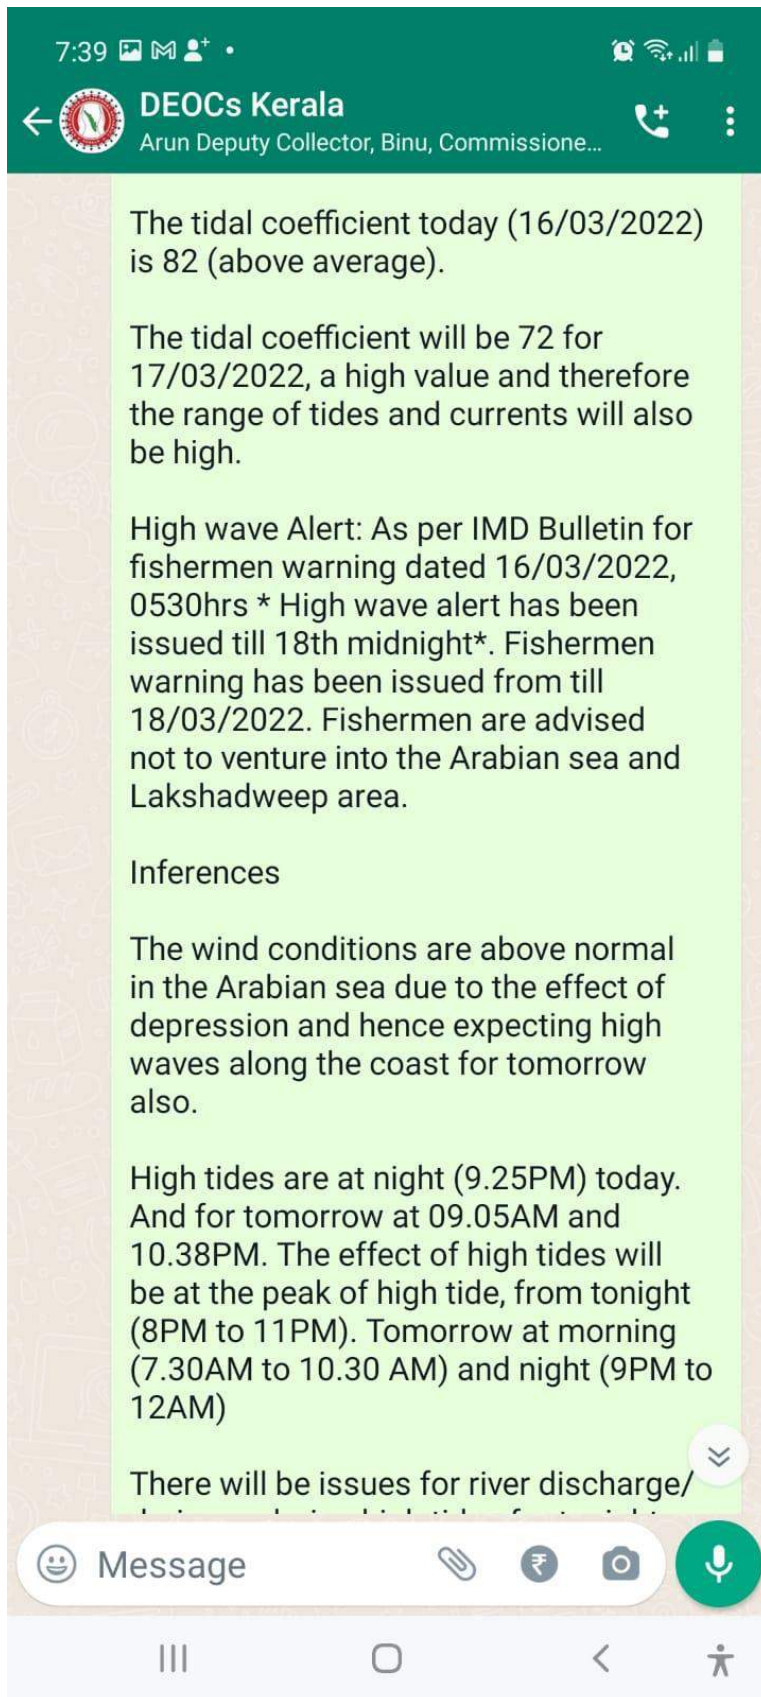 7:39
DEOCs Kerala
Arun Deputy Collector, Binu, Commissione...
The tidal coefficient today (16/03/2022)
is 82 (above average).
The tidal coefficient will be 72 for
17/03/2022, a high value and therefore
the range of tides and currents will also
be high.
High wave Alert: As per IMD Bulletin for
fishermen warning dated 16/03/2022,
0530hrs * High wave alert has been
issued till 18th midnight*. Fishermen
warning has been issued from till
18/03/2022. Fishermen are advised
not to venture into the Arabian sea and
Lakshadweep area.
Inferences
The wind conditions are above normal
in the Arabian sea due to the effect of
depression and hence expecting high
waves along the coast for tomorrow
also.
High tides are at night (9.25PM) today.
And for tomorrow at 09.05AM and
10.38PM. The effect of high tides will
be at the peak of high tide, from tonight
(8PM to 11PM). Tomorrow at morning
(7.30AM to 10.30 AM) and night (9PM to
12AM)
There will be issues for river discharge/
Message